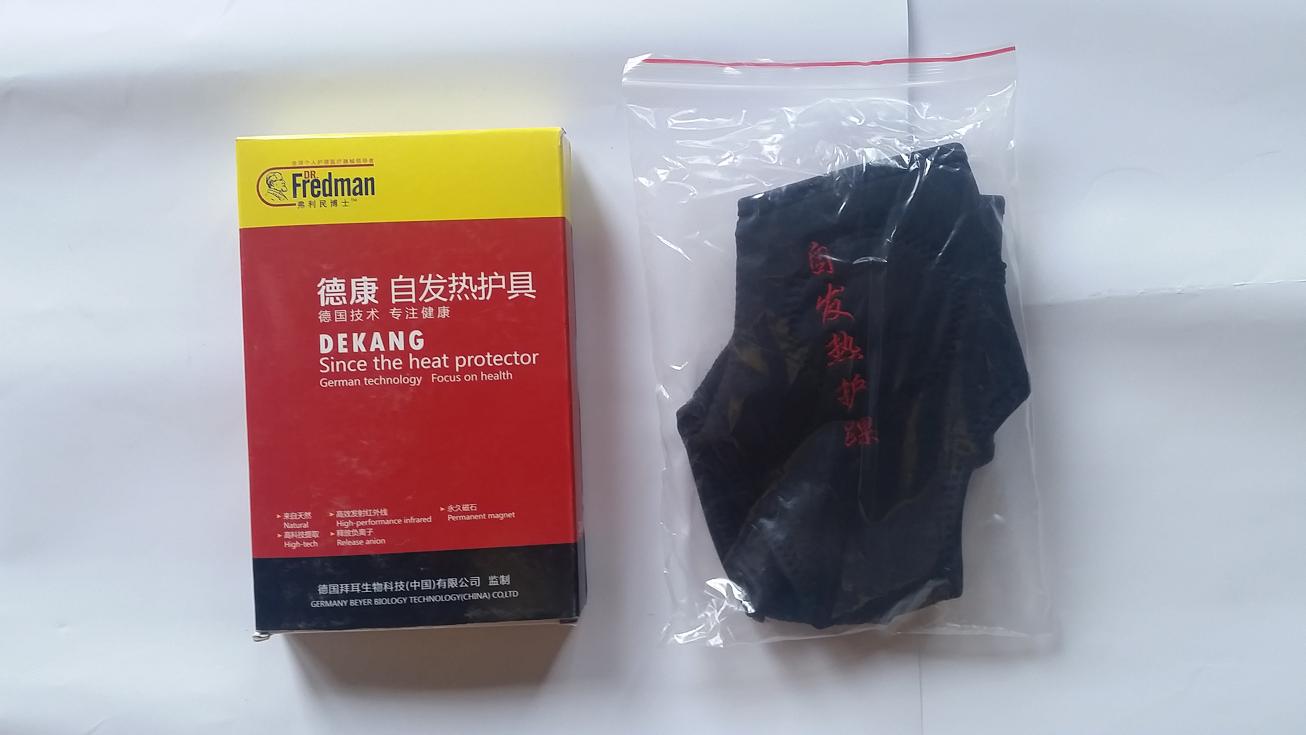 全球个人护理医疗器械领导者
DR.
Fredman
弗利民博士™
德康 自发热护具
德国技术 专注健康
DEKANG
Since the heat protector
German technology Focus on health
➤ 来自天然
Natural
➤ 高效发射红外线
High-performance infrared
➤ 永久磁石
Permanent magnet
➤ 高科技提取
High-tech
➤ 释放负离子
Release anion
德国拜耳生物科技(中国)有限公司 监制
GERMANY BEYER BIOLOGY TECHNOLOGY(CHINA) CO,LTD
自发热护踝